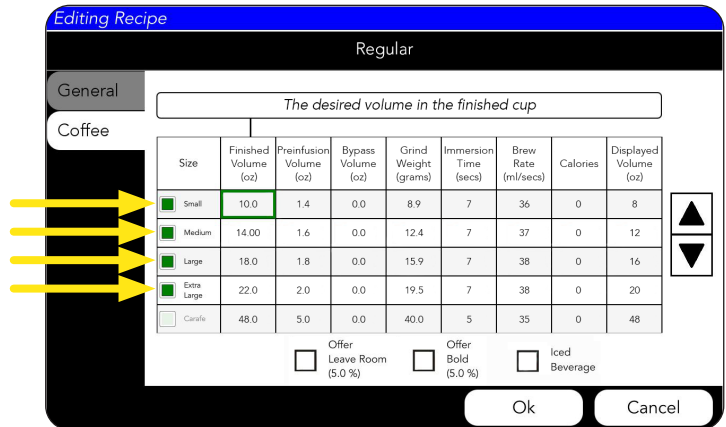 Editing Recipe
Regular
General
Coffee
The desired volume in the finished cup
Size
Finished
Volume
(oz)
Preinfusion
Volume
(oz)
Bypass
Volume
(oz)
Grind
Weight
(grams)
Immersion
Time
(secs)
Brew
Rate
(ml/secs)
Calories
Displayed
Volume
(oz)
Small 10.0 1.4 0.0 8.9 7 36 0 8
Medium 14.00 1.6 0.0 12.4 7 37 0 12
Large 18.0 1.8 0.0 15.9 7 38 0 16
Extra
Large 22.0 2.0 0.0 19.5 7 38 0 20
Carafe 48.0 5.0 0.0 40.0 5 35 0 48
Offer
Leave Room
(5.0 %)
Offer
Bold
(5.0 %)
Iced
Beverage
Ok
Cancel